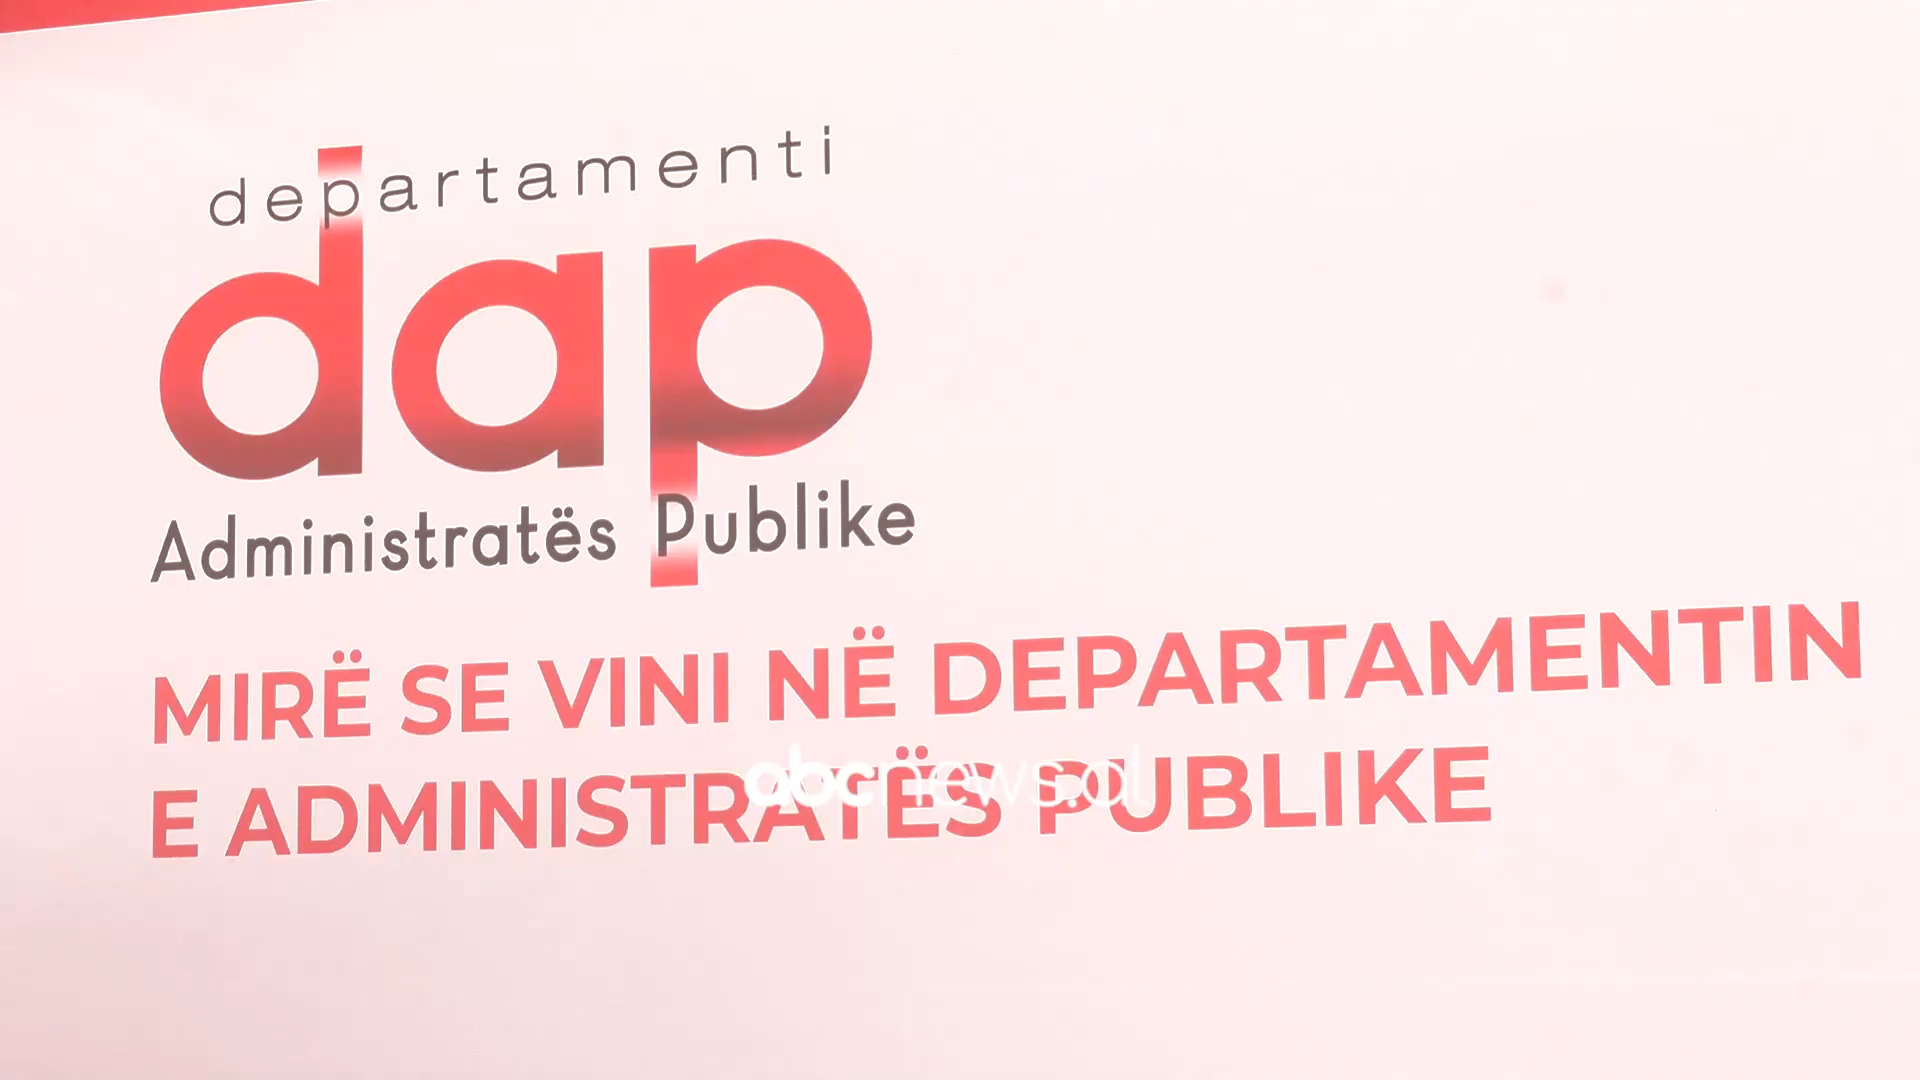 departamenti
dap
Administratës Publike
MIRË SE VINI NË DEPARTAMENTIN
E ADMINISTRATËS PUBLIKE
abcnews.al